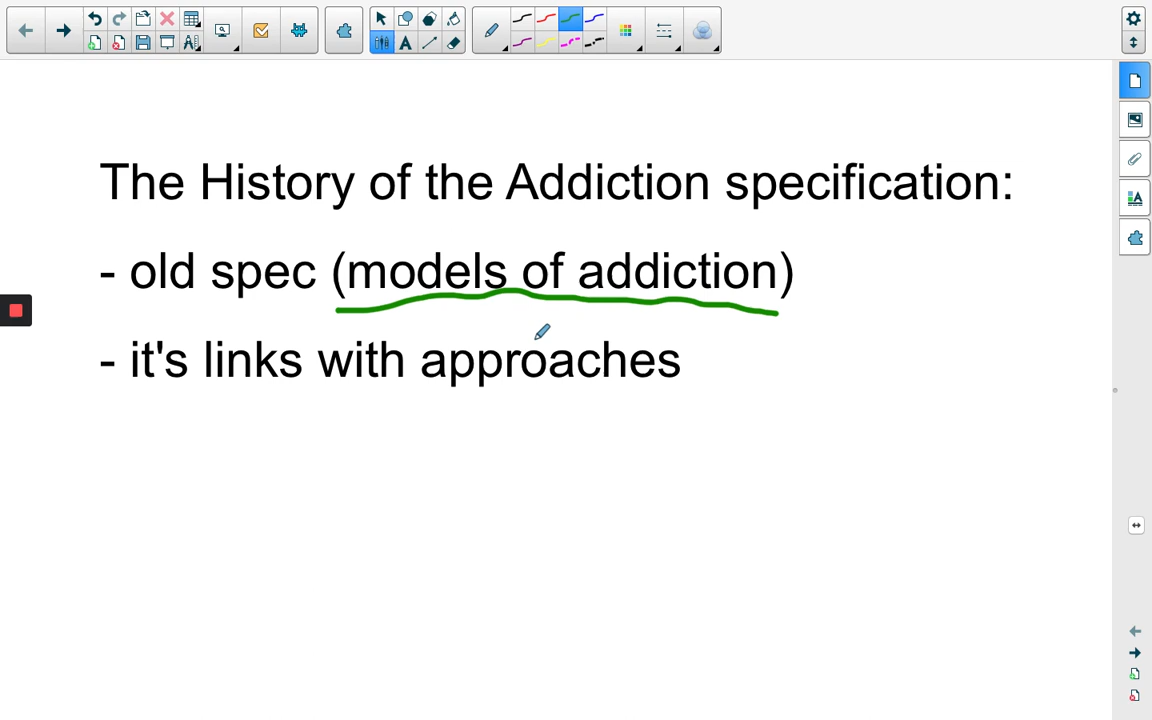 The History of the Addiction specification:
- old spec (models of addiction)
- it's links with approaches